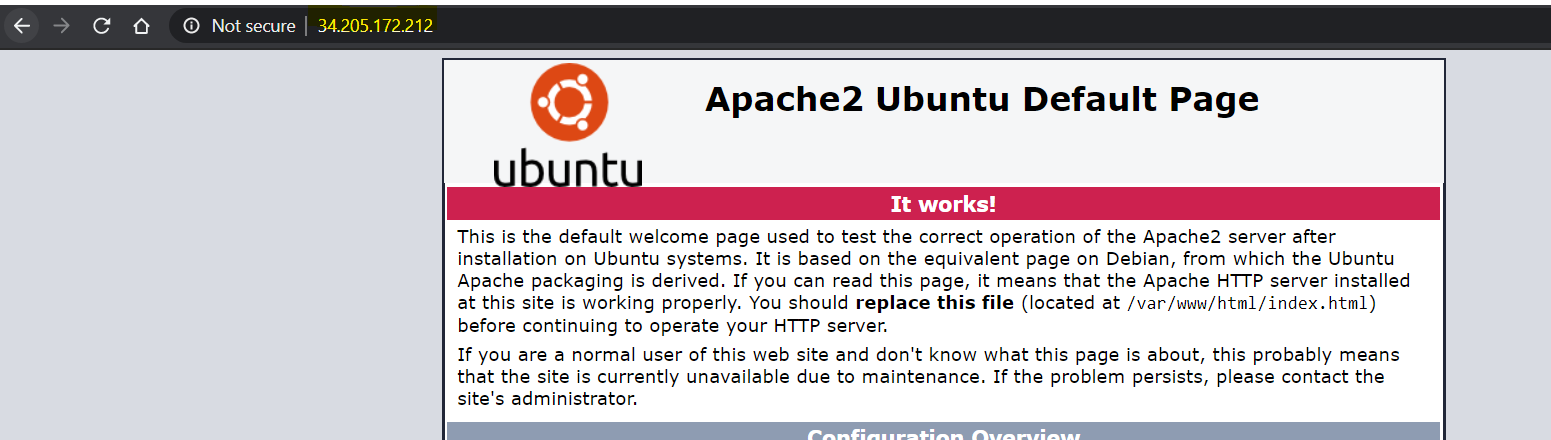 Not secure 34.205.172.212
Apache2 Ubuntu Default Page
ubuntu
It works!
This is the default welcome page used to test the correct operation of the Apache2 server after
installation on Ubuntu systems. It is based on the equivalent page on Debian, from which the Ubuntu
Apache packaging is derived. If you can read this page, it means that the Apache HTTP server installed
at this site is working properly. You should replace this file (located at /var/www/html/index.html)
before continuing to operate your HTTP server.
If you are a normal user of this web site and don't know what this page is about, this probably means
that the site is currently unavailable due to maintenance. If the problem persists, please contact the
site's administrator.
Configuration Overview